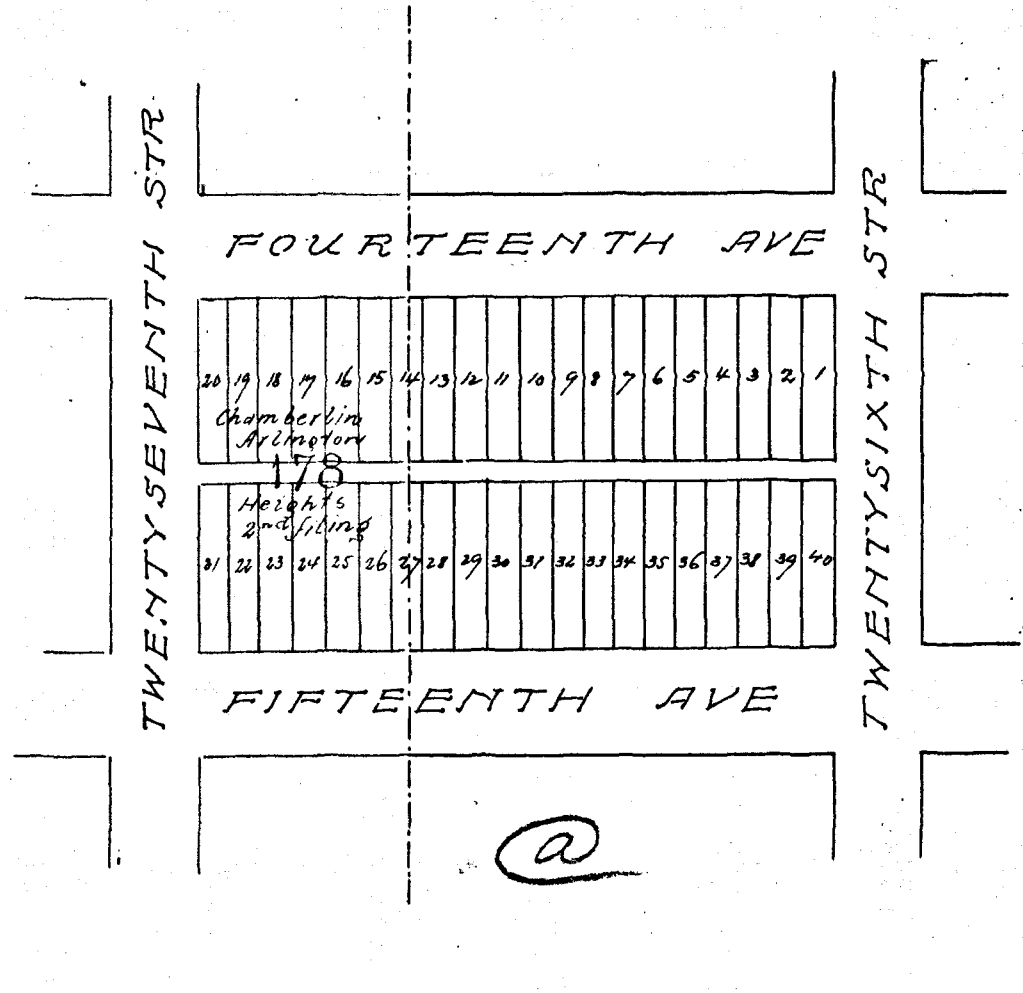 TWENTYSEVENTH STR
FOURTEENTH AVE
TWENTYSIXTH STR
20 19 18 17 16 15 14 13 12 11 10 9 8 7 6 5 4 3 2 1
Chamberlin
Arlington
178
Heights
2nd filing
21 22 23 24 25 26 27 28 29 30 31 32 33 34 35 36 37 38 39 40
FIFTEENTH AVE
a